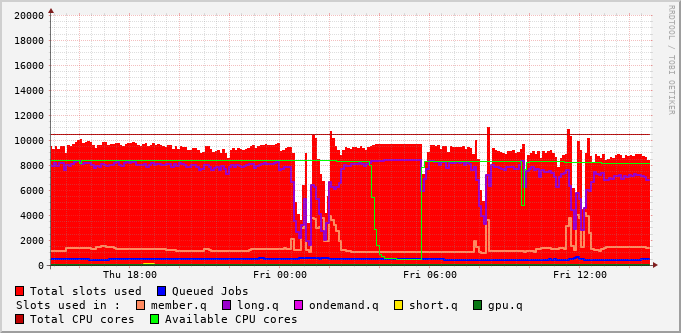 20000
18000
16000
14000
12000
10000
8000
6000
4000
2000
0
Thu 18:00 Fri 00:00 Fri 06:00 Fri 12:00
Total slots used Queued Jobs
Slots used in : member.q long.q ondemand.q short.q gpu.q
Total CPU cores Available CPU cores
RRDTOOL / TOBI OETIKER